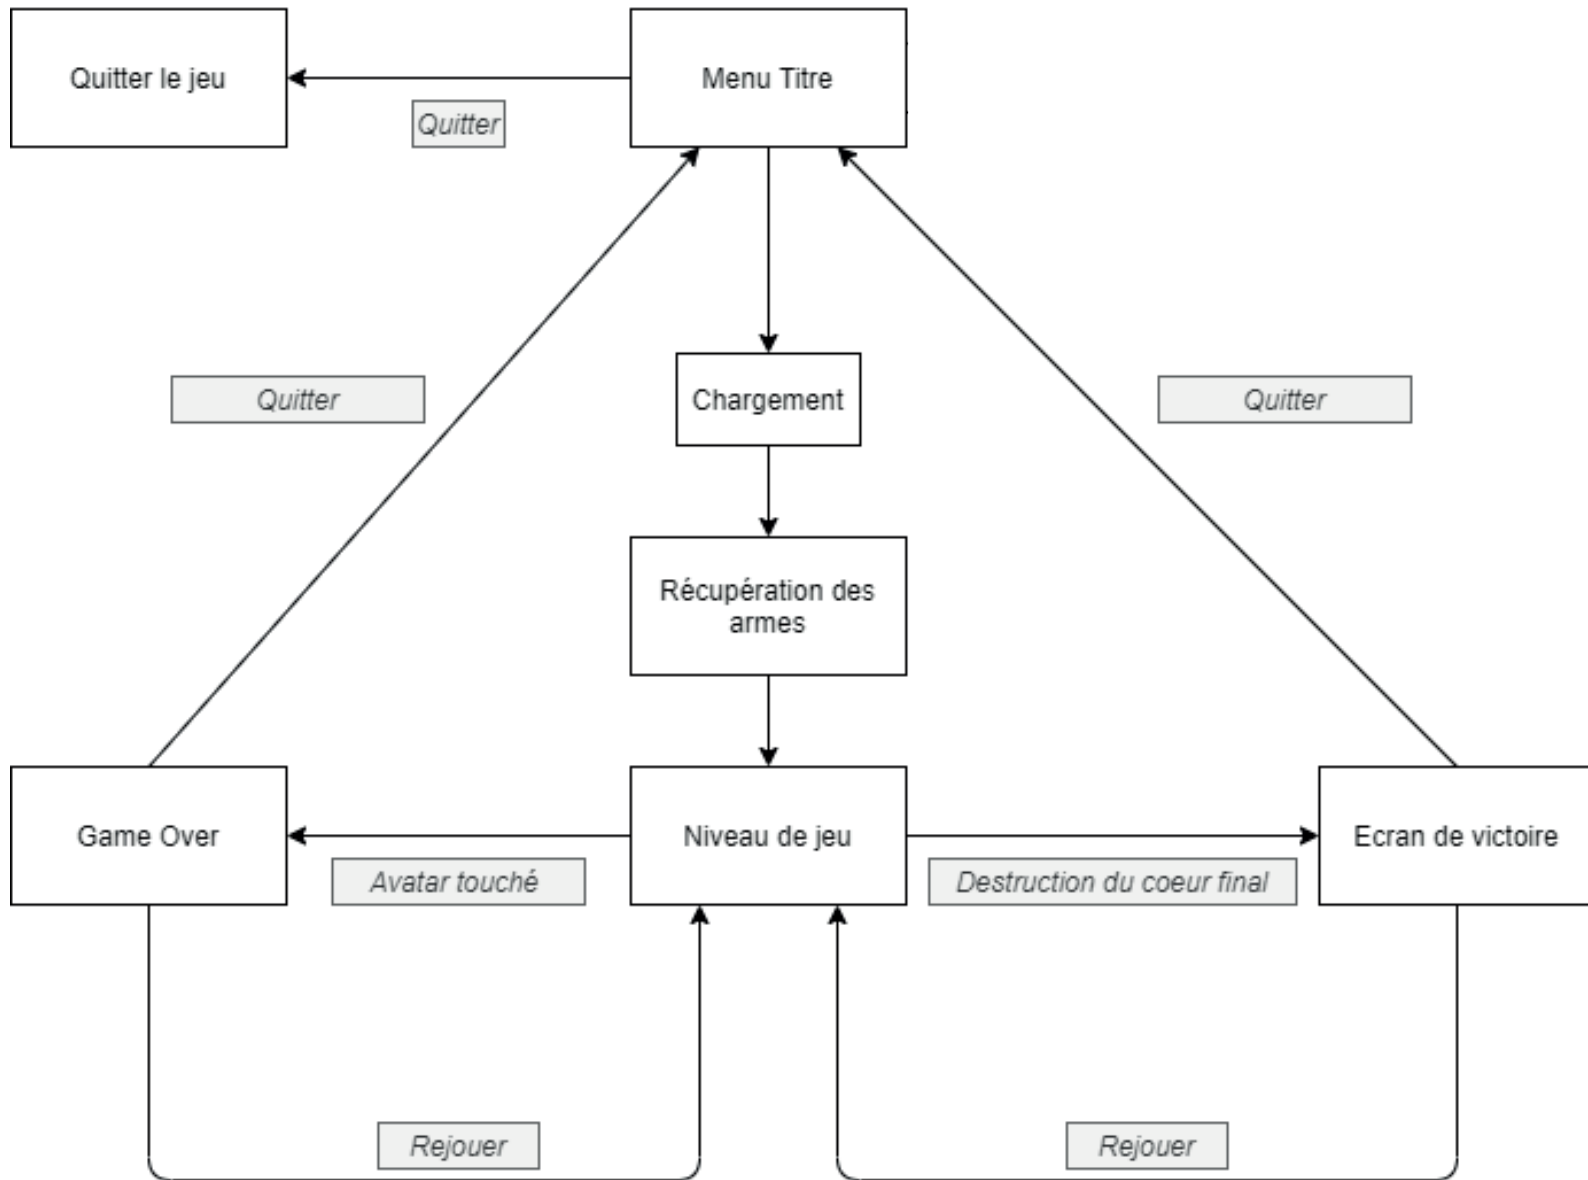 Quitter le jeu
Menu Titre
Quitter
Quitter
Chargement
Quitter
Récupération des
armes
Game Over
Niveau de jeu
Ecran de victoire
Avatar touché
Destruction du coeur final
Rejouer
Rejouer